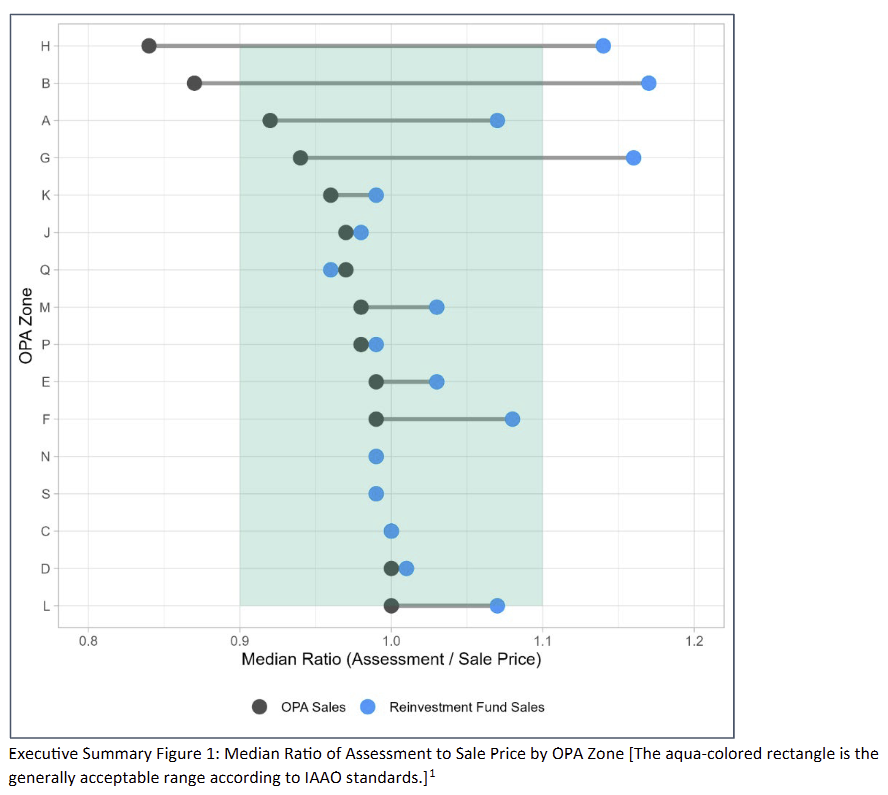 H
B
A
G
K
J
Q
M
P
E
F
N
S
C
D
L
OPA Zone
0.8 0.9 1.0 1.1 1.2
Median Ratio (Assessment / Sale Price)
OPA Sales Reinvestment Fund Sales
Executive Summary Figure 1: Median Ratio of Assessment to Sale Price by OPA Zone [The aqua-colored rectangle is the
generally acceptable range according to IAAO standards.]¹